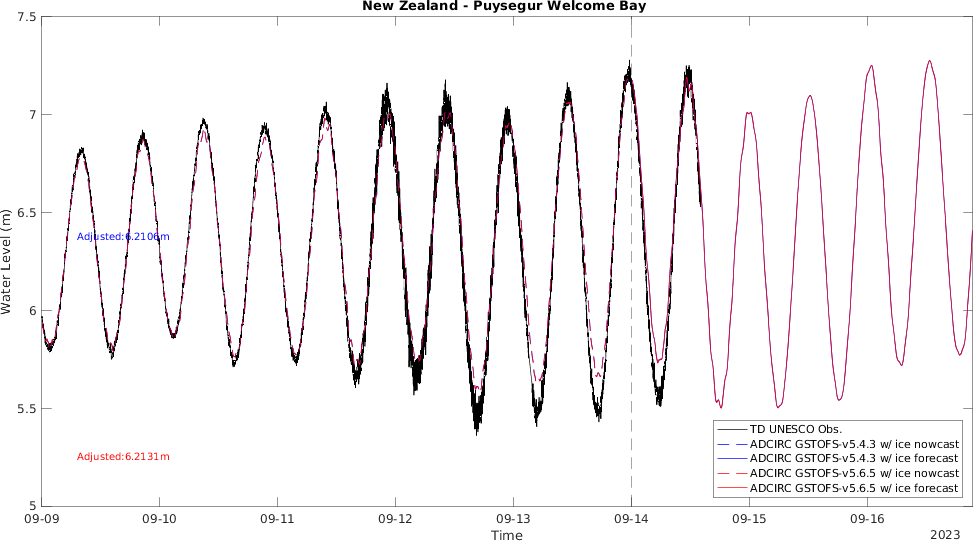 New Zealand - Puysegur Welcome Bay
7.5
7
6.5
6
5.5
5
Water Level (m)
Adjusted:6.2106m
Adjusted:6.2131m
TD UNESCO Obs.
ADCIRC GSTOFS-v5.4.3 w/ ice nowcast
ADCIRC GSTOFS-v5.4.3 w/ ice forecast
ADCIRC GSTOFS-v5.6.5 w/ ice nowcast
ADCIRC GSTOFS-v5.6.5 w/ ice forecast
09-09 09-10 09-11 09-12 09-13 09-14 09-15 09-16
Time
2023